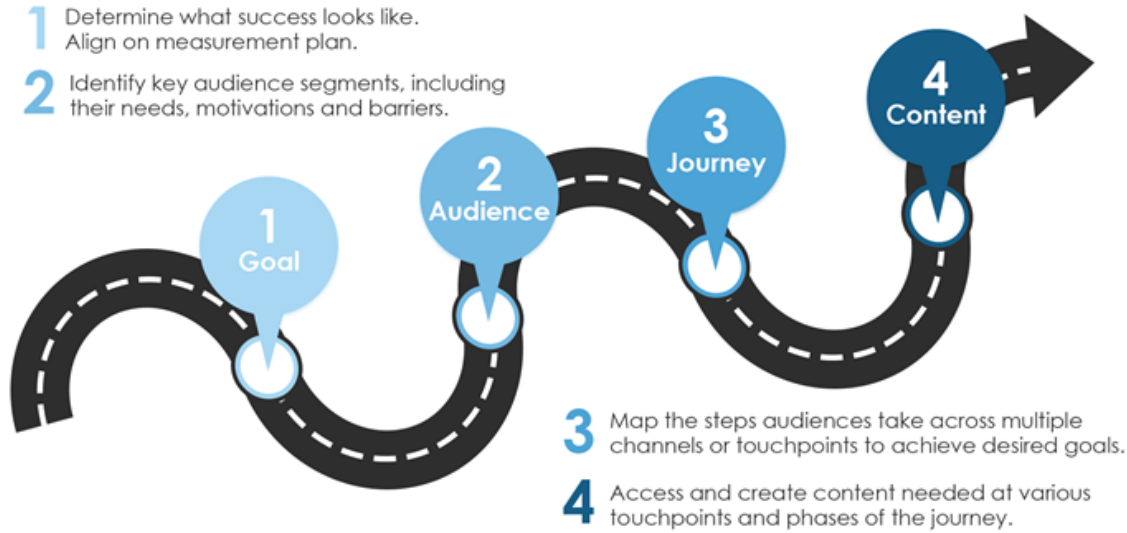 1 Determine what success looks like.
Align on measurement plan.
2 Identify key audience segments, including
their needs, motivations and barriers.
1
Goal
2
Audience
3
Journey
4
Content
3 Map the steps audiences take across multiple
channels or touchpoints to achieve desired goals.
4 Access and create content needed at various
touchpoints and phases of the journey.